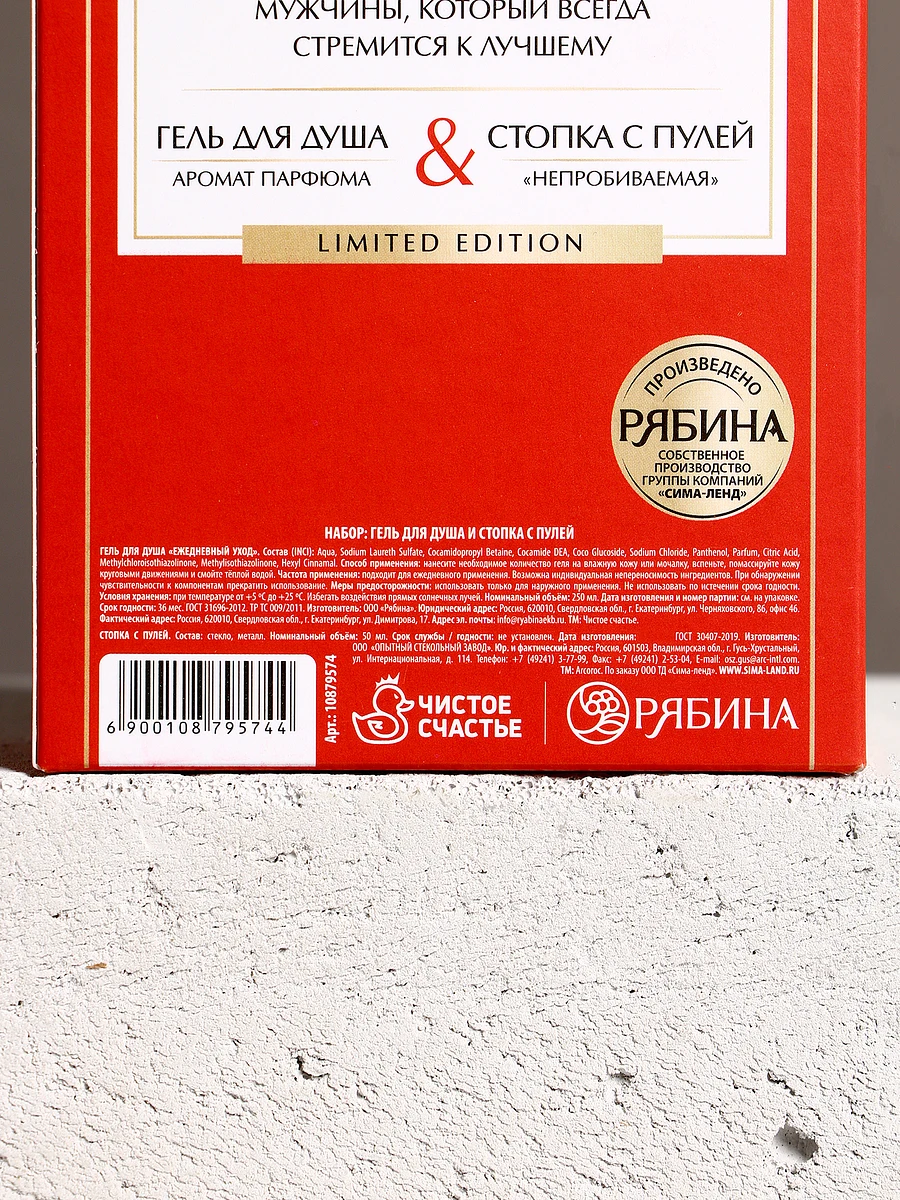 МУЖЧИНЫ, КОТОРЫЙ ВСЕГДА
СТРЕМИТСЯ К ЛУЧШЕМУ
ГЕЛЬ ДЛЯ ДУША & СТОПКА С ПУЛЕЙ
АРОМАТ ПАРФЮМА «НЕПРОБИВАЕМАЯ»
LIMITED EDITION
ПРОИЗВЕДЕНО
РЯБИНА
СОБСТВЕННОЕ
ПРОИЗВОДСТВО
ГРУППЫ КОМПАНИЙ
«СИМА-ЛЕНД»
НАБОР: ГЕЛЬ ДЛЯ ДУША И СТОПКА С ПУЛЕЙ
ГЕЛЬ ДЛЯ ДУША «ЕЖЕДНЕВНЫЙ УХОД». Состав (INCI): Aqua, Sodium Laureth Sulfate, Cocamidopropyl Betaine, Cocamide DEA, Coco Glucoside, Sodium Chloride, Panthenol, Parfum, Citric Acid,
Methylchloroisothiazolinone, Methylisothiazolinone, Hexyl Cinnamal. Способ применения: нанесите необходимое количество геля на влажную кожу или мочалку, вспеньте, помассируйте кожу
круговыми движениями и смойте тёплой водой. Частота применения: подходит для ежедневного применения. Возможна индивидуальная непереносимость ингредиентов. При обнаружении
чувствительности к компонентам прекратить использование. Меры предосторожности: использовать только для наружного применения. Не использовать по истечении срока годности.
Условия хранения: при температуре от +5 ºС до +25 ºС. Избегать воздействия прямых солнечных лучей. Номинальный объём: 250 мл. Дата изготовления и номер партии: см. на упаковке.
Срок годности: 36 мес. ГОСТ 31696-2012. ТР ТС 009/2011. Изготовитель: ООО «Рябина». Юридический адрес: Россия, 620010, Свердловская обл., г. Екатеринбург, ул. Черняховского, 86, офис 46.
Фактический адрес: Россия, 620010, Свердловская обл., г. Екатеринбург, ул. Димитрова, 17. Адрес эл. почты: info@ryabinaekb.ru. ТМ: Чистое счастье.
СТОПКА С ПУЛЕЙ. Состав: стекло, металл. Номинальный объём: 50 мл. Срок службы / годности: не установлен. Дата изготовления: ГОСТ 30407-2019. Изготовитель:
ООО «ОПЫТНЫЙ СТЕКОЛЬНЫЙ ЗАВОД». Юр. и фактический адрес: Россия, 601503, Владимирская обл., г. Гусь-Хрустальный,
ул. Интернациональная, д. 114. Телефон: +7 (49241) 3-77-99, Факс: +7 (49241) 2-53-04, E-mail: osz.gus@arc-intl.com.
ТМ: Arcoroc. По заказу ООО ТД «Сима-ленд». WWW.SIMA-LAND.RU
6 900108 795744
Арт.: 10879574
ЧИСТОЕ
СЧАСТЬЕ
РЯБИНА